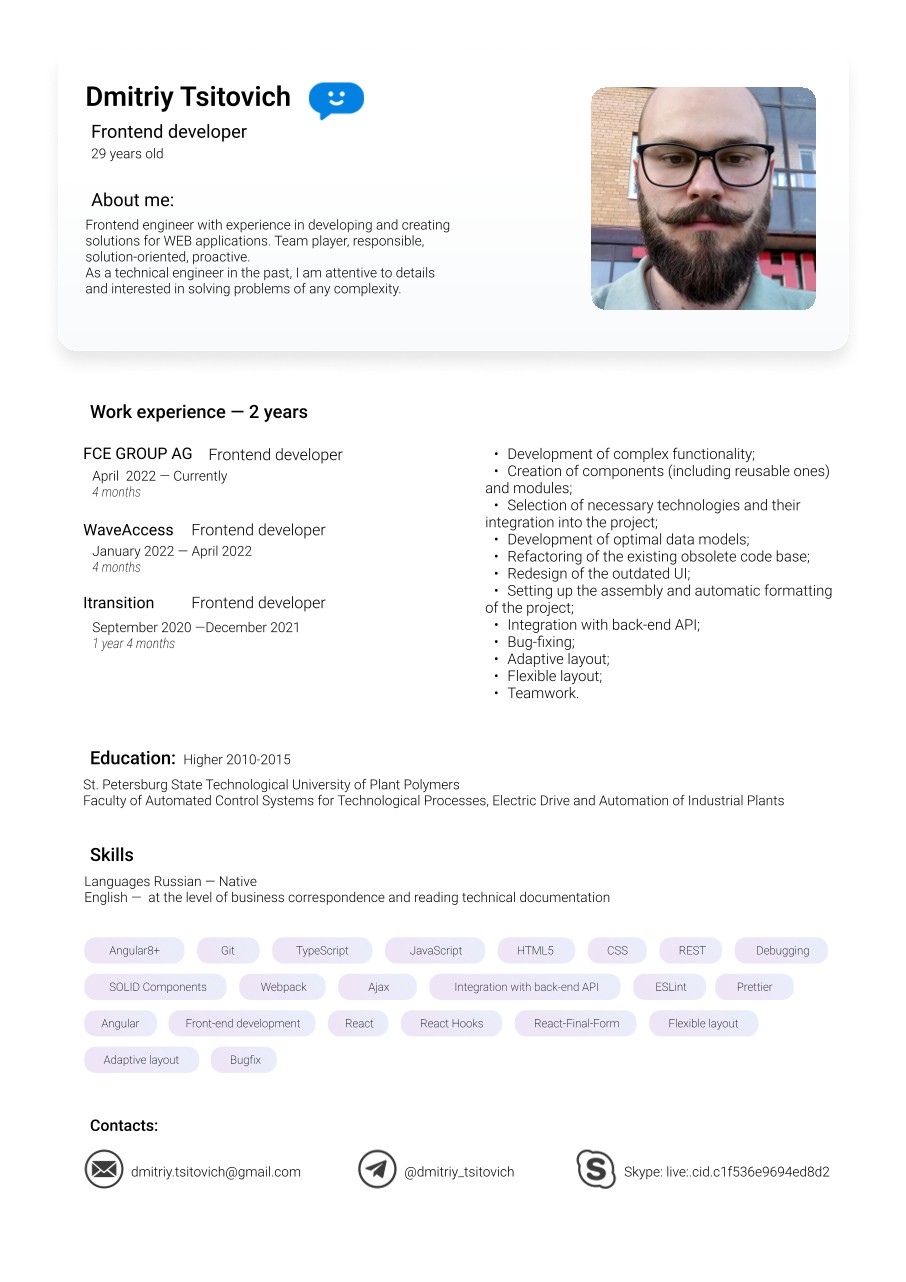 Dmitriy Tsitovich
Frontend developer
29 years old
About me:
Frontend engineer with experience in developing and creating
solutions for WEB applications. Team player, responsible,
solution-oriented, proactive.
As a technical engineer in the past, I am attentive to details
and interested in solving problems of any complexity.
Work experience — 2 years
FCE GROUP AG Frontend developer
April 2022 — Currently
4 months
WaveAccess Frontend developer
January 2022 — April 2022
4 months
Itransition Frontend developer
September 2020 —December 2021
1 year 4 months
• Development of complex functionality;
• Creation of components (including reusable ones)
and modules;
• Selection of necessary technologies and their
integration into the project;
• Development of optimal data models;
• Refactoring of the existing obsolete code base;
• Redesign of the outdated UI;
• Setting up the assembly and automatic formatting
of the project;
• Integration with back-end API;
• Bug-fixing;
• Adaptive layout;
• Flexible layout;
• Teamwork.
Education: Higher 2010-2015
St. Petersburg State Technological University of Plant Polymers
Faculty of Automated Control Systems for Technological Processes, Electric Drive and Automation of Industrial Plants
Skills
Languages Russian — Native
English — at the level of business correspondence and reading technical documentation
Angular8+ Git TypeScript JavaScript HTML5 CSS REST Debugging
SOLID Components Webpack Ajax Integration with back-end API ESLint Prettier
Angular Front-end development React React Hooks React-Final-Form Flexible layout
Adaptive layout Bugfix
Contacts:
dmitriy.tsitovich@gmail.com @dmitriy_tsitovich Skype: live:.cid.c1f536e9694ed8d2